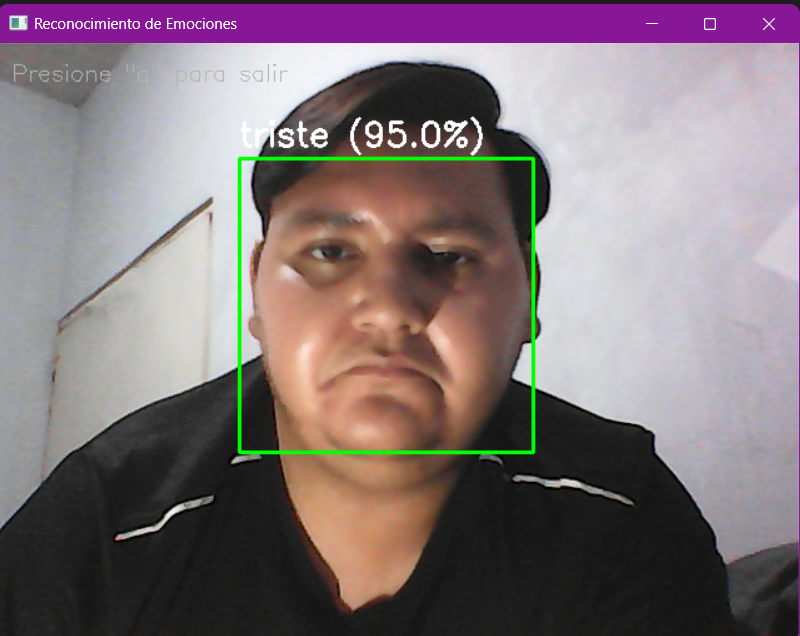 Reconocimiento de Emociones
Presione "a" para salir
triste (95.0%)